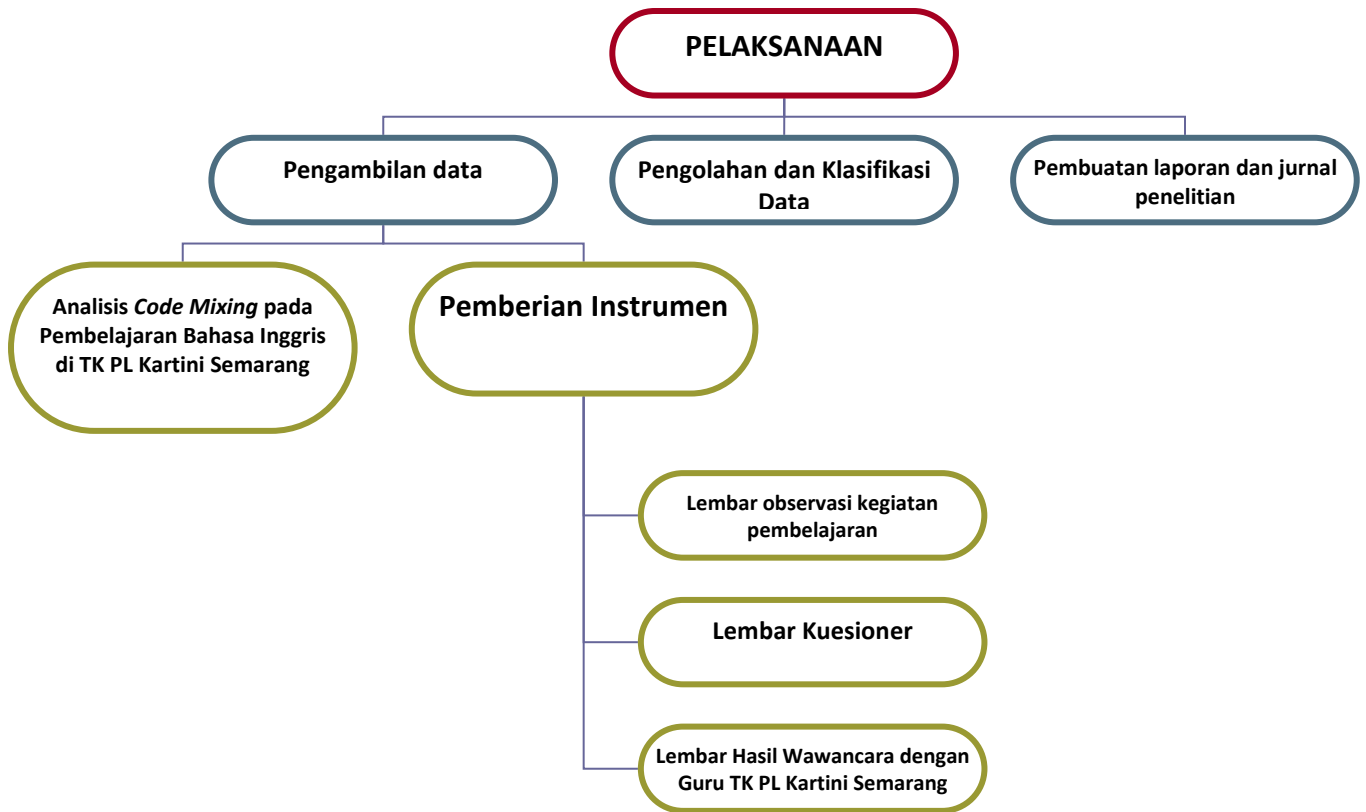 PELAKSANAAN
Pengambilan data
Pengolahan dan Klasifikasi
Data
Pembuatan laporan dan jurnal
penelitian
Analisis Code Mixing pada
Pembelajaran Bahasa Inggris
di TK PL Kartini Semarang
Pemberian Instrumen
Lembar observasi kegiatan
pembelajaran
Lembar Kuesioner
Lembar Hasil Wawancara dengan
Guru TK PL Kartini Semarang